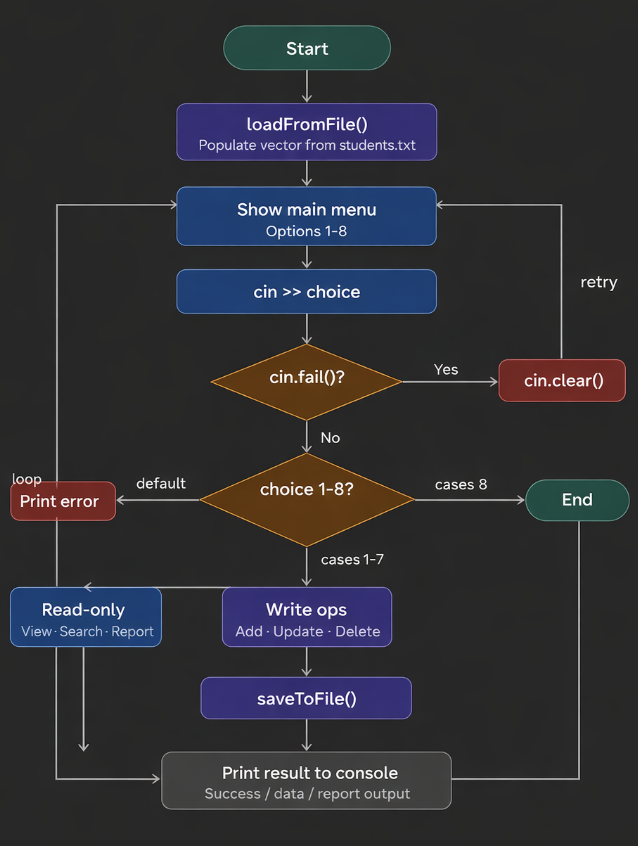 Start
loadFromFile()
Populate vector from students.txt
Show main menu
Options 1-8
retry
cin >> choice
cin.fail()?
Yes
cin.clear()
No
loop
Print error
default
choice 1-8?
cases 8
End
cases 1-7
Read-only
View · Search · Report
Write ops
Add · Update · Delete
saveToFile()
Print result to console
Success / data / report output